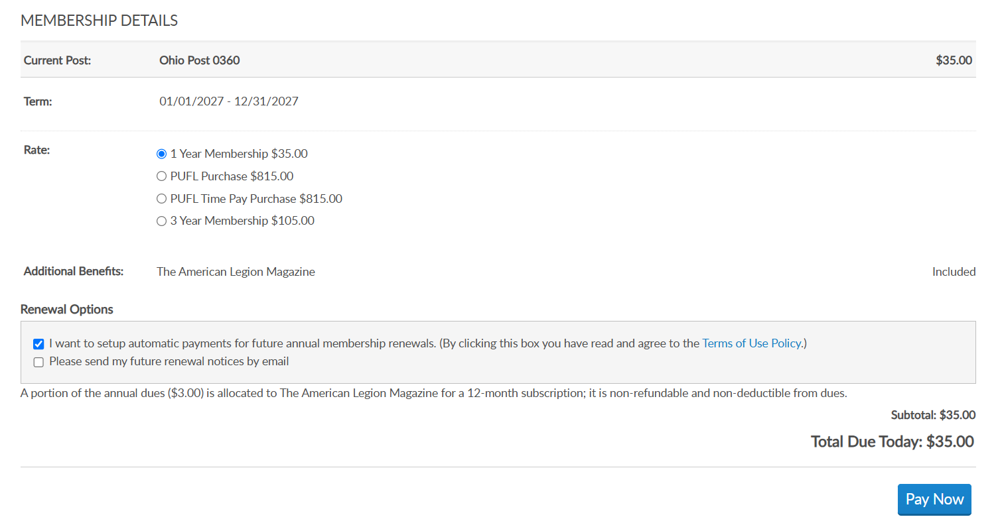 MEMBERSHIP DETAILS
Current Post: Ohio Post 0360 $35.00
Term: 01/01/2027 - 12/31/2027
Rate:
1 Year Membership $35.00
PUFL Purchase $815.00
PUFL Time Pay Purchase $815.00
3 Year Membership $105.00
Additional Benefits: The American Legion Magazine Included
Renewal Options
I want to setup automatic payments for future annual membership renewals. (By clicking this box you have read and agree to the Terms of Use Policy.)
Please send my future renewal notices by email
A portion of the annual dues ($3.00) is allocated to The American Legion Magazine for a 12-month subscription; it is non-refundable and non-deductible from dues.
Subtotal: $35.00
Total Due Today: $35.00
Pay Now